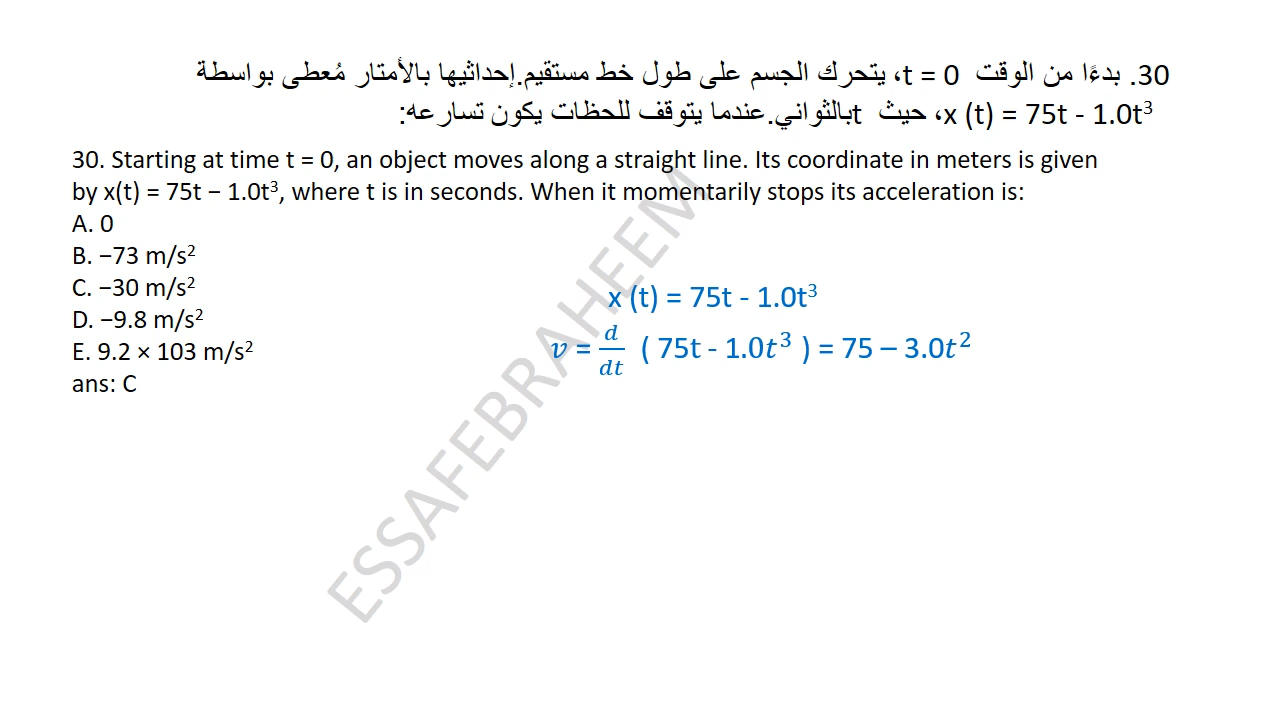 30. بدءًا من الوقت t = 0، يتحرك الجسم على طول خط مستقيم.إحداثيها بالأمتار مُعطى بواسطة
x (t) = 75t - 1.0t³، حيث t بالثواني.عندما يتوقف للحظات يكون تسارعه:
30. Starting at time t = 0, an object moves along a straight line. Its coordinate in meters is given
by x(t) = 75t − 1.0t³, where t is in seconds. When it momentarily stops its acceleration is:
A. 0
B. −73 m/s²
C. −30 m/s²
D. −9.8 m/s²
E. 9.2 × 103 m/s²
ans: C
x (t) = 75t - 1.0t³
v = d/dt ( 75t - 1.0t³ ) = 75 – 3.0t²
ESSAFEBRAHEEM